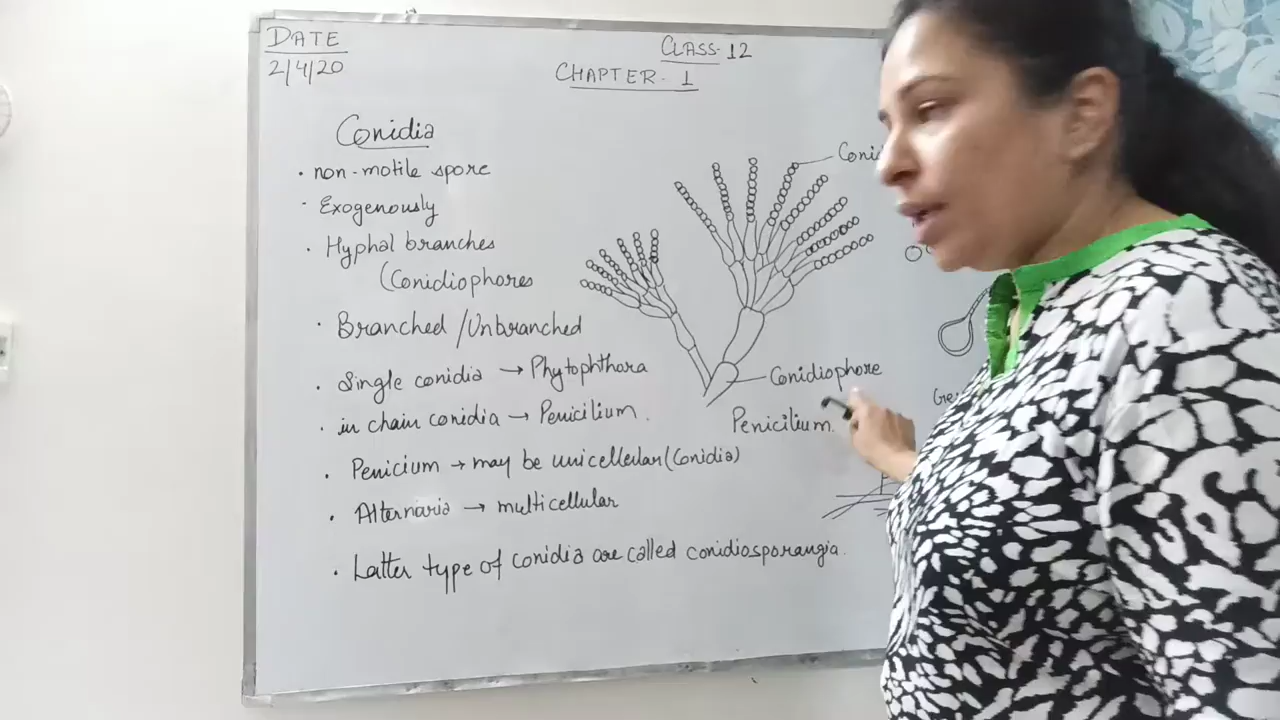 DATE
2/4/20
CLASS-12
CHAPTER-1
Conidia
• non-motile spore
• Exogenously
• Hyphal branches
(Conidiophores
• Branched/Unbranched
• Single conidia → Phytophthora
• in chain conidia → Penicilium.
• Penicium → may be unicellular (Conidia)
• Alternaria → multicellular
• Latter type of conidia are called conidiosporangia.
Conidiophore
Penicilium.